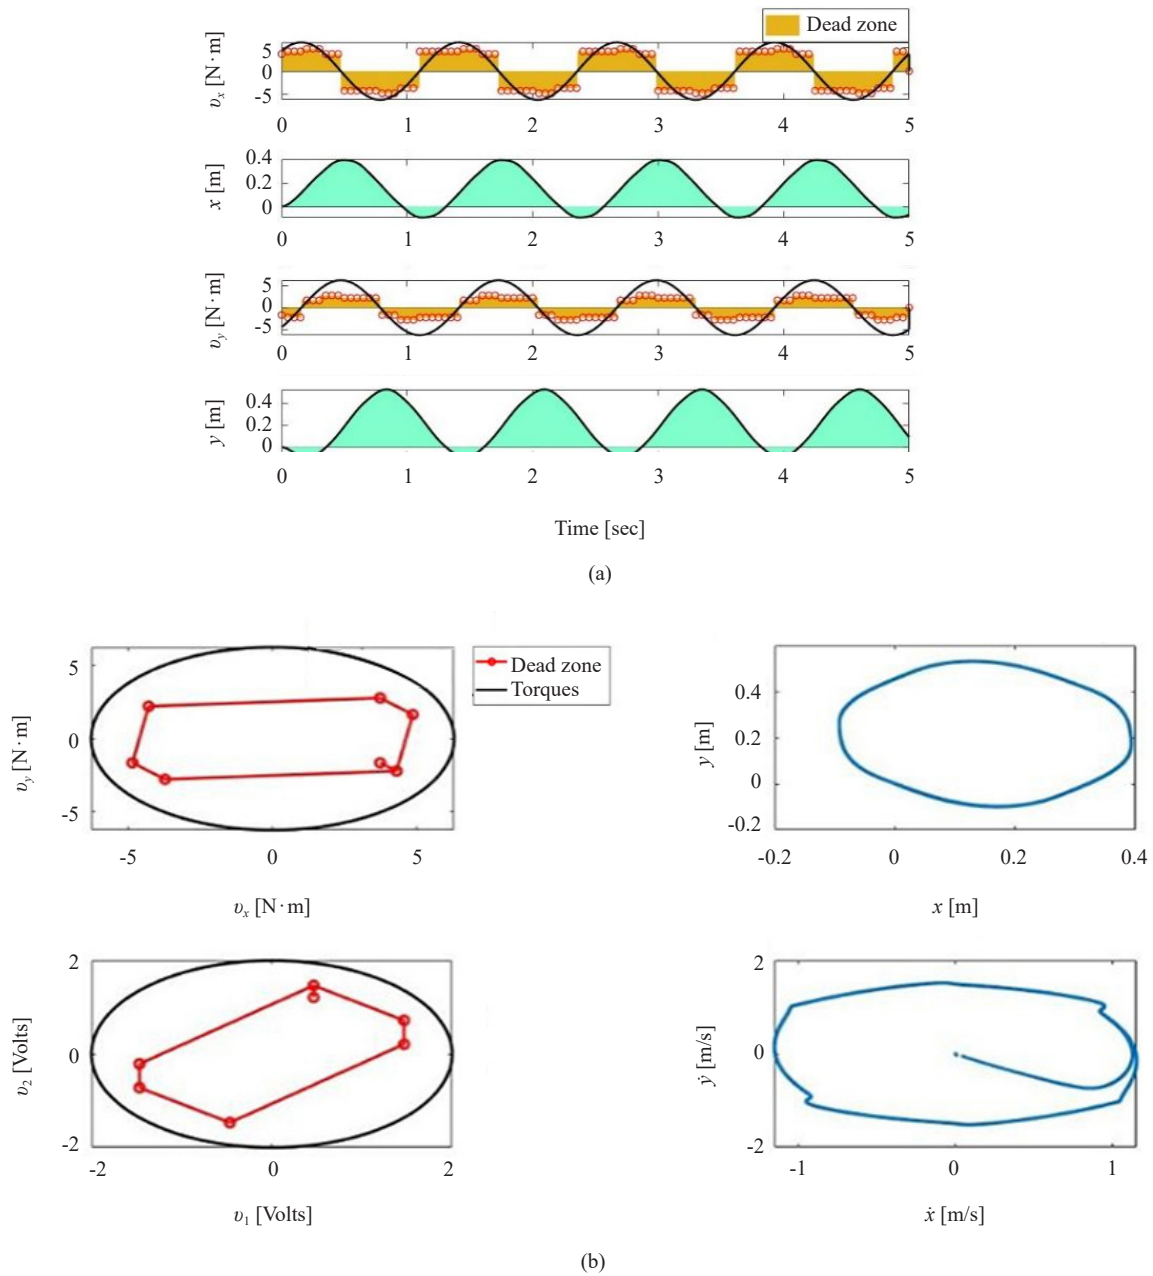 Dead zone
υx [N·m]
5
0
-5
0 1 2 3 4 5
x [m]
0.4
0.2
0
0 1 2 3 4 5
υy [N·m]
5
0
-5
0 1 2 3 4 5
y [m]
0.4
0.2
0
0 1 2 3 4 5
Time [sec]
(a)
Dead zone
Torques
υy [N·m]
5
0
-5
-5 0 5
υx [N·m]
y [m]
0.4
0.2
0
-0.2
-0.2 0 0.2 0.4
x [m]
υ2 [Volts]
2
0
-2
-2 0 2
υ1 [Volts]
ẏ [m/s]
2
0
-2
-1 0 1
ẋ [m/s]
(b)